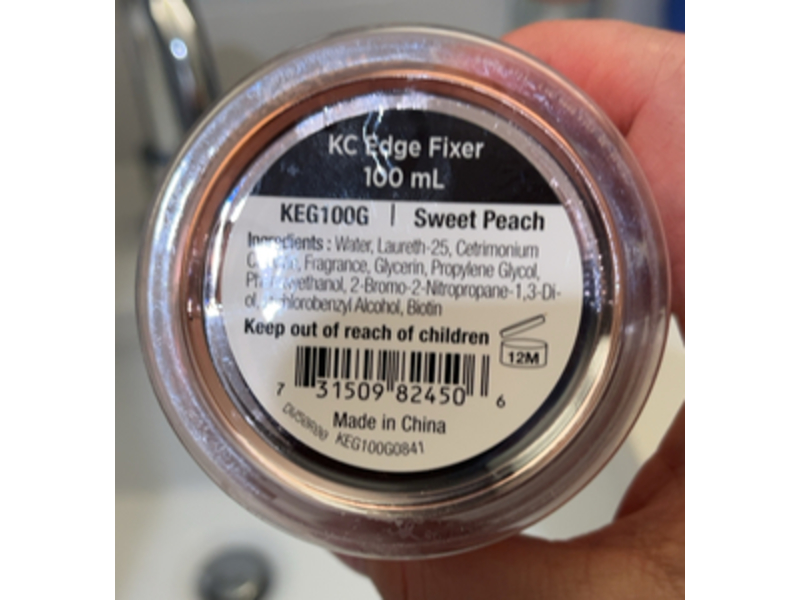 KC Edge Fixer
100 mL
KEG100G | Sweet Peach
Ingredients : Water, Laureth-25, Cetrimonium
Fragrance, Glycerin, Propylene Glycol,
2-Bromo-2-Nitropropane-1,3-Di-
ol, Alcohol, Biotin
Keep out of reach of children
12M
7 31509 82450 6
Made in China
KEG100G0841